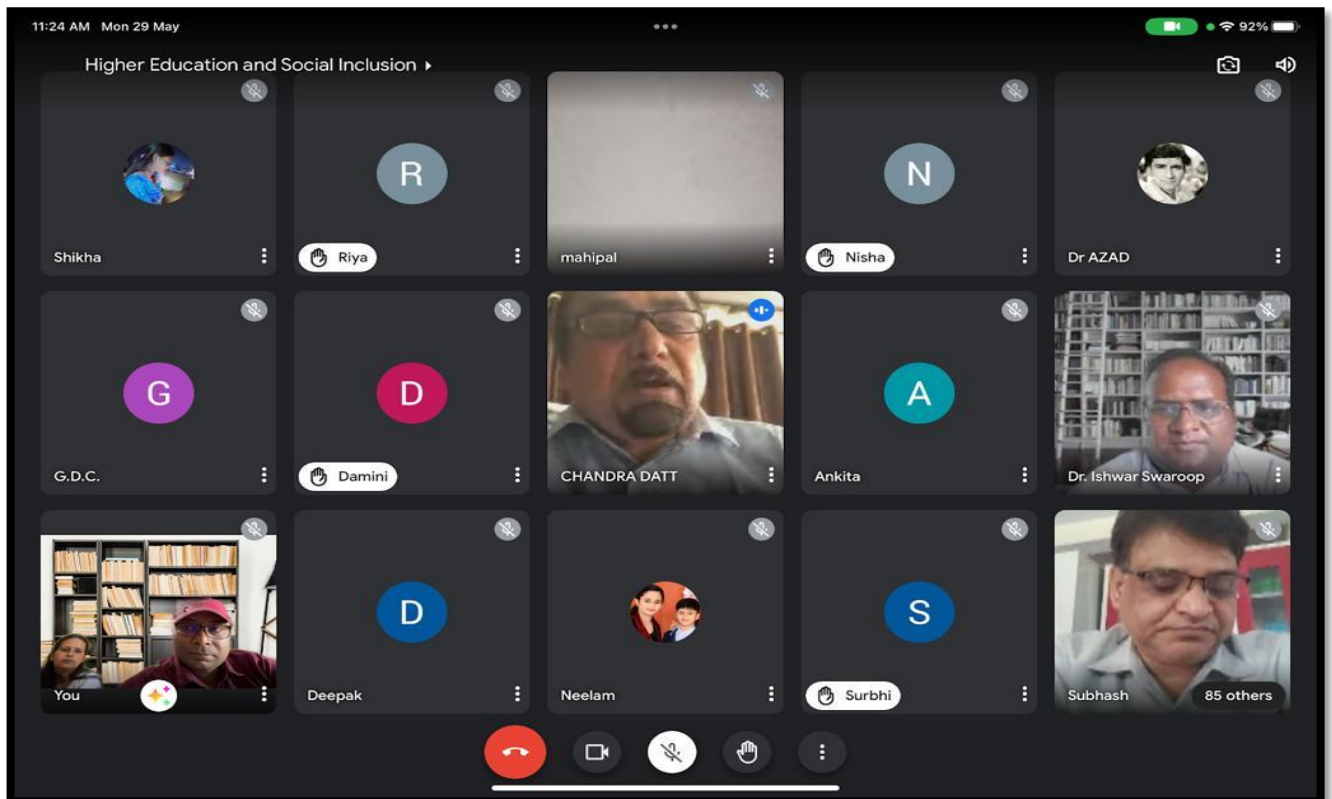 11:24 AM Mon 29 May
92%
Higher Education and Social Inclusion
R
N
Shikha
Riya
mahipal
Nisha
Dr AZAD
G
D
A
G.D.C.
Damini
CHANDRA DATT
Ankita
Dr. Ishwar Swaroop
D
S
You
Deepak
Neelam
Surbhi
Subhash
85 others